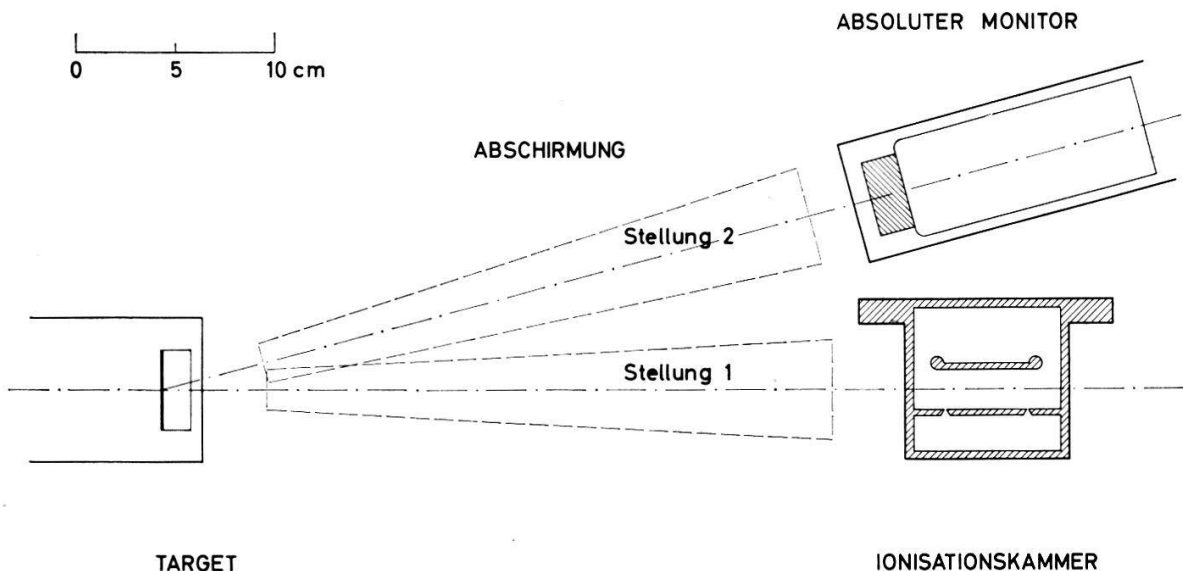 ABSOLUTER MONITOR
0 5 10 cm
ABSCHIRMUNG
Stellung 2
Stellung 1
TARGET
IONISATIONSKAMMER